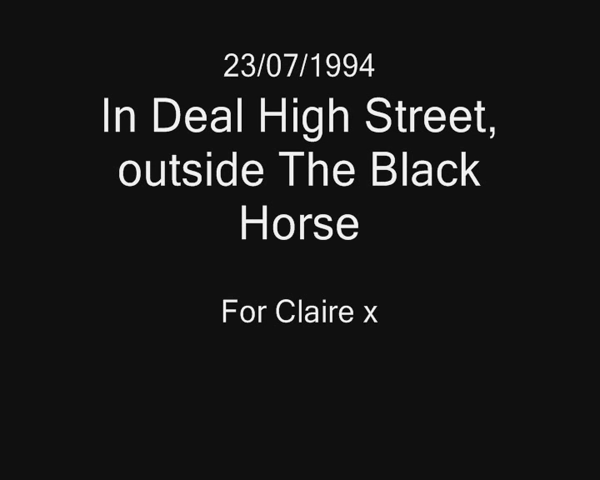 23/07/1994
In Deal High Street,
outside The Black
Horse
For Claire x